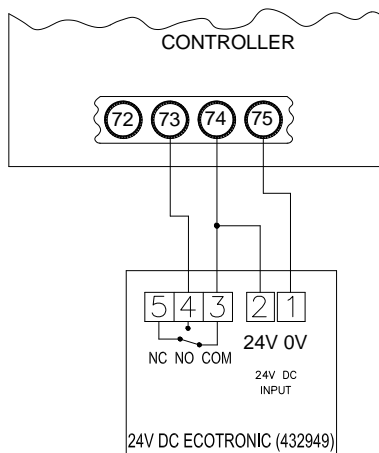 CONTROLLER
72 73 74 75
5 4 3 2 1
NC NO COM
24V 0V
24V DC
INPUT
24V DC ECOTRONIC (432949)